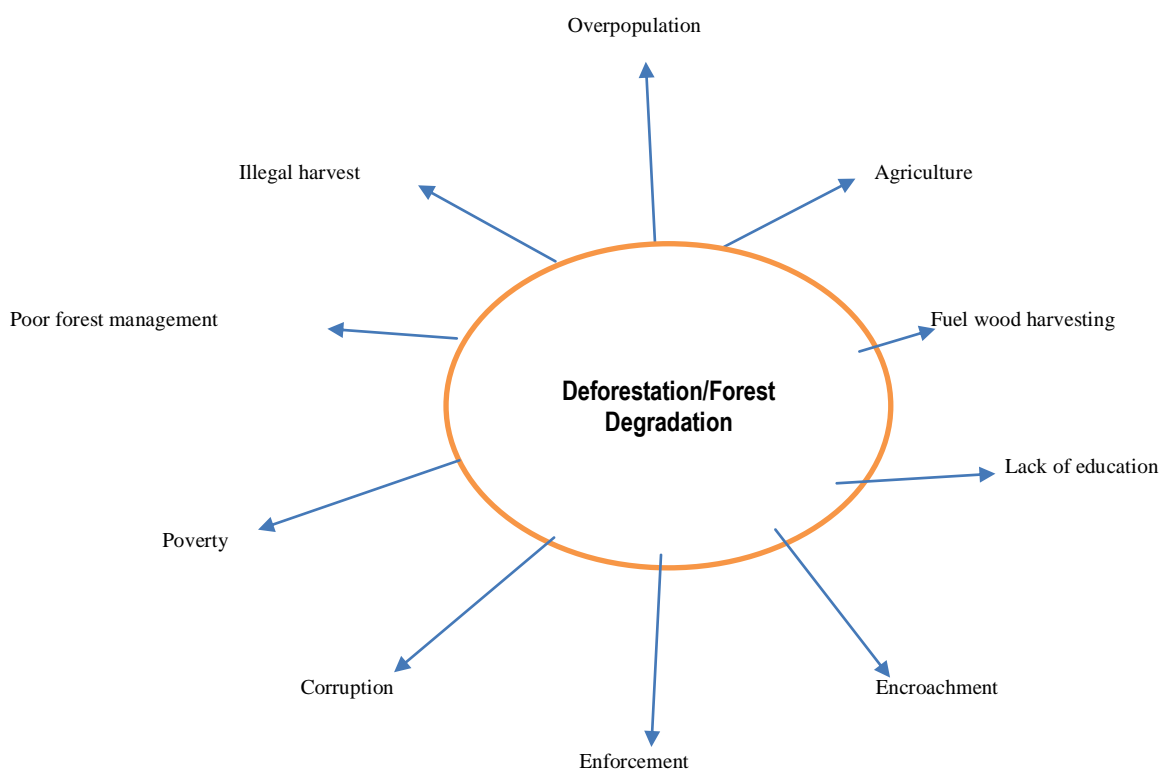 Overpopulation
Illegal harvest
Agriculture
Poor forest management
Fuel wood harvesting
Deforestation/Forest
Degradation
Lack of education
Poverty
Corruption
Encroachment
Enforcement